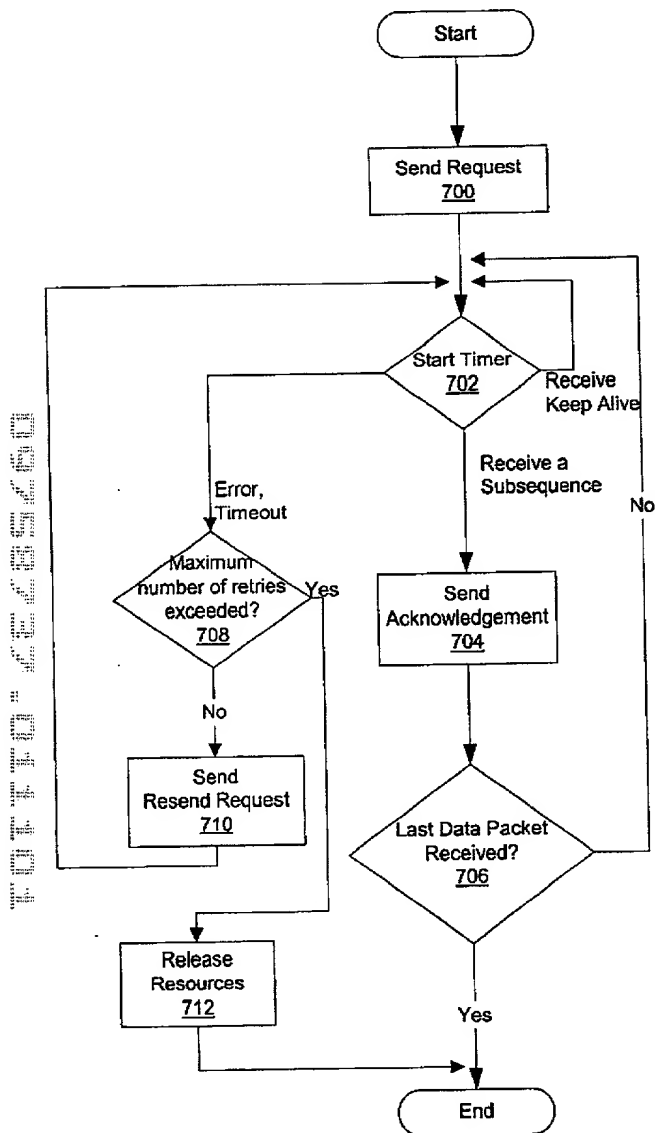 Start
Send Request
700
Start Timer
702
Receive
Keep Alive
Receive a
Subsequence
No
Error,
Timeout
Maximum
number of retries
exceeded?
708
Yes
Send
Acknowledgement
704
No
Send
Resend Request
710
Last Data Packet
Received?
706
Release
Resources
712
Yes
End